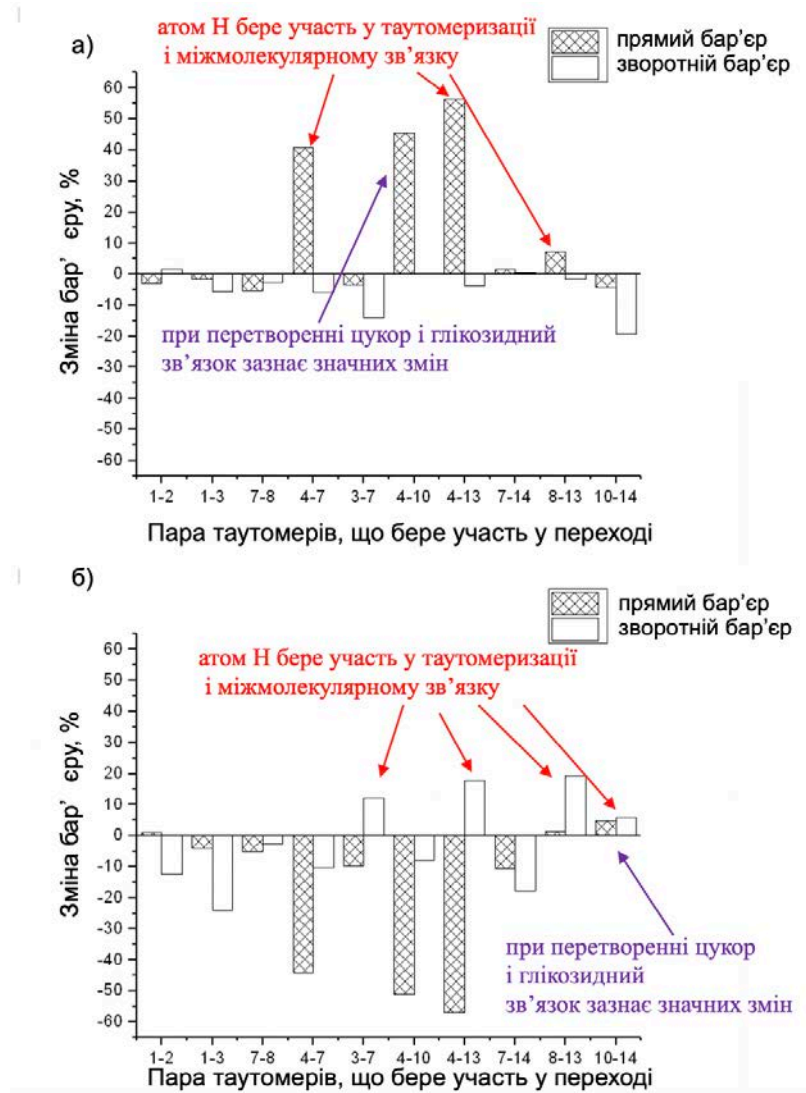 а)
атом Н бере участь у таутомеризації
і міжмолекулярному зв’язку
прямий бар’єр
зворотній бар’єр
Зміна бар’ єру, %
60
50
40
30
20
10
0
-10
-20
-30
-40
-50
-60
при перетворенні цукор і глікозидний
зв’язок зазнає значних змін
1-2 1-3 7-8 4-7 3-7 4-10 4-13 7-14 8-13 10-14
Пара таутомерів, що бере участь у переході
б)
прямий бар’єр
зворотній бар’єр
атом Н бере участь у таутомеризації
і міжмолекулярному зв’язку
Зміна бар’ єру, %
60
50
40
30
20
10
0
-10
-20
-30
-40
-50
-60
при перетворенні цукор
і глікозидний
зв’язок зазнає значних змін
1-2 1-3 7-8 4-7 3-7 4-10 4-13 7-14 8-13 10-14
Пара таутомерів, що бере участь у переході